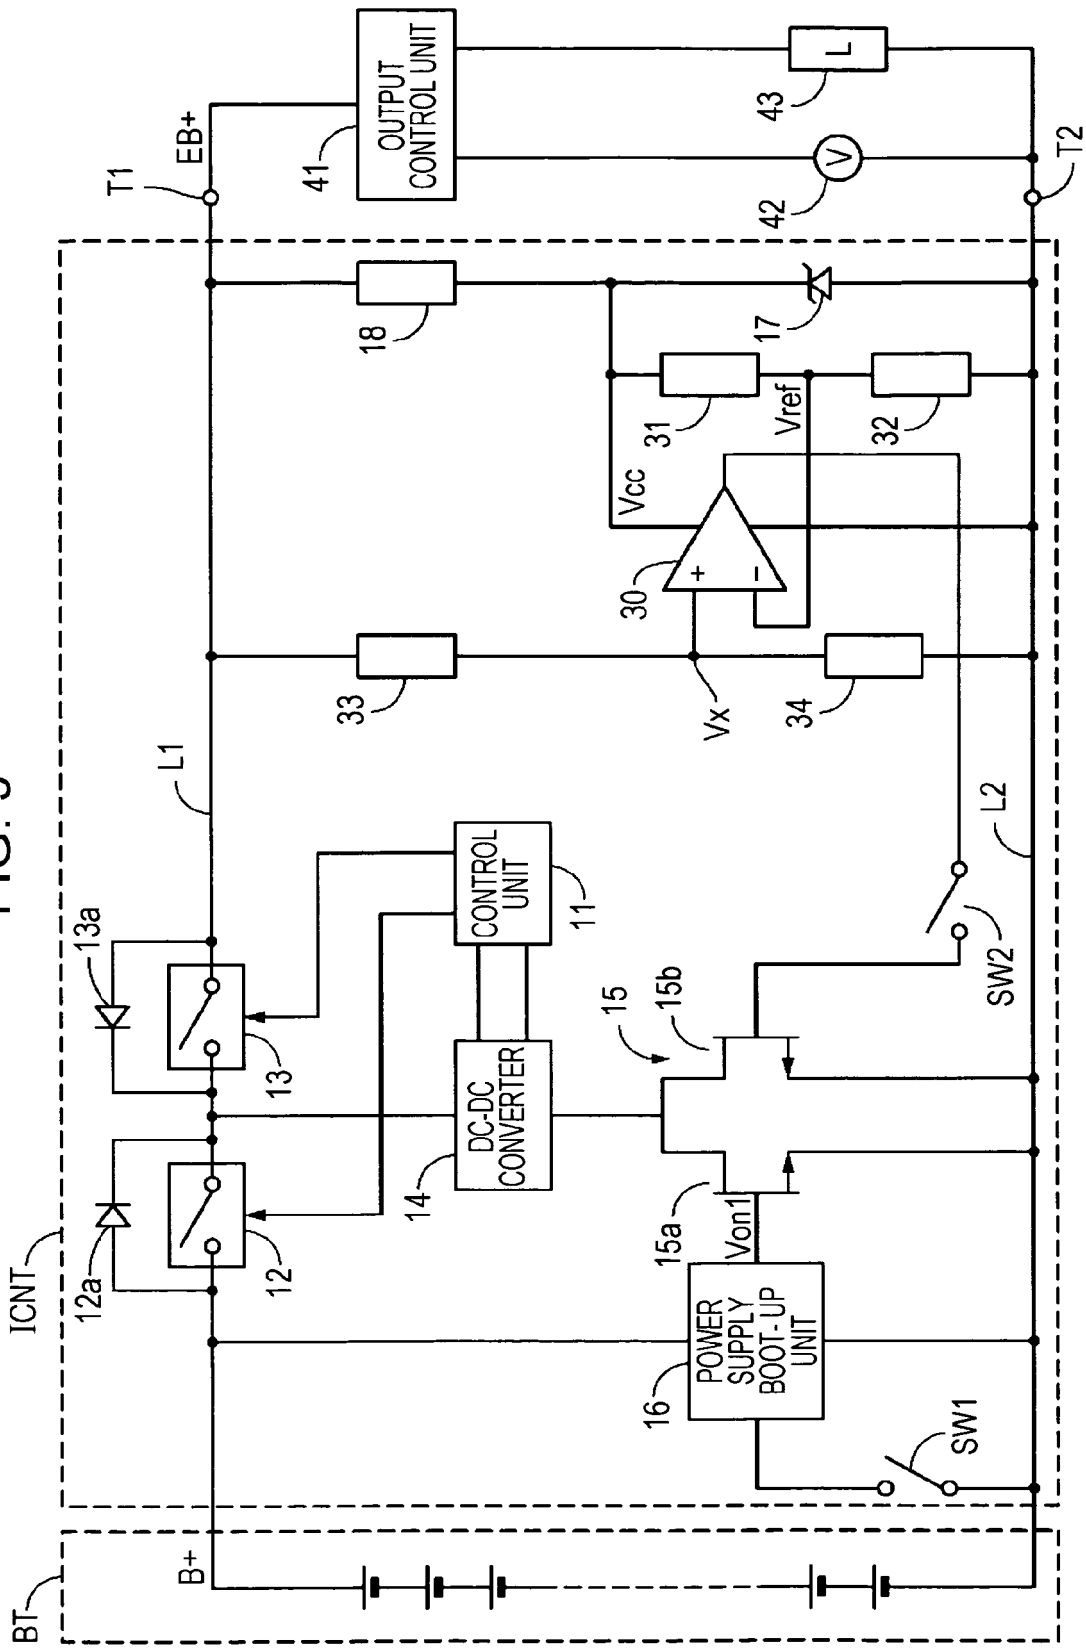 FIG.
BT
ICNT
B+
12a
12
13a
13
L1
T1
EB+
41
OUTPUT
CONTROL UNIT
14
DC-DC
CONVERTER
CONTROL
UNIT
11
33
18
16
POWER
SUPPLY
BOOT-UP
UNIT
Von1
15a
15
15b
Vx
30
+
−
Vcc
31
Vref
17
42
V
43
L
34
32
SW1
SW2
L2
T2